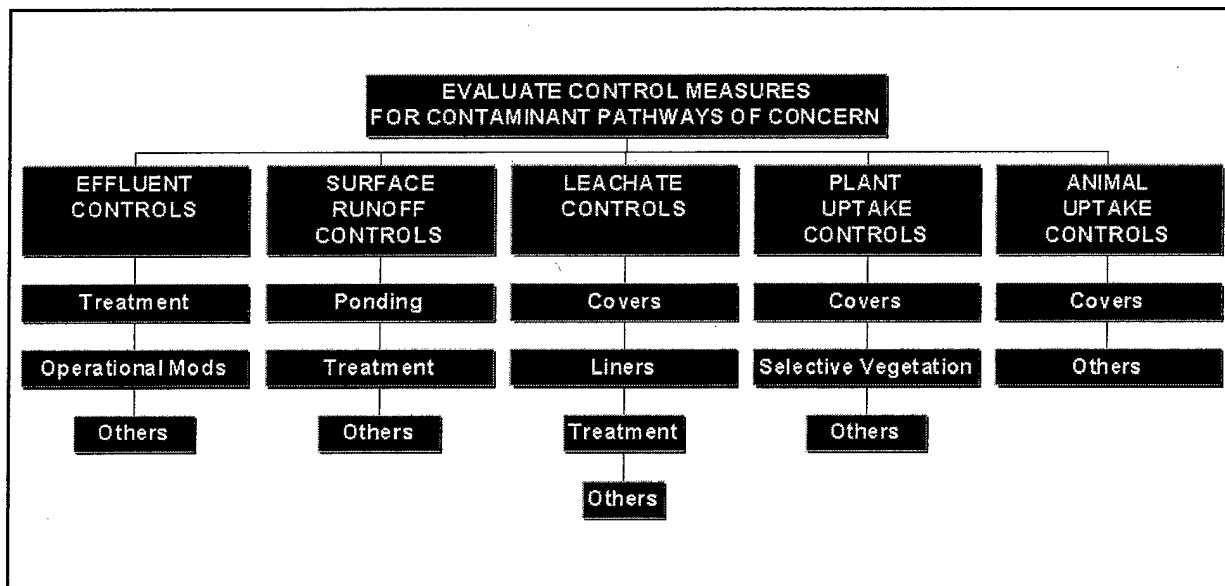 EVALUATE CONTROL MEASURES
FOR CONTAMINANT PATHWAYS OF CONCERN
EFFLUENT
CONTROLS
SURFACE
RUNOFF
CONTROLS
LEACHATE
CONTROLS
PLANT
UPTAKE
CONTROLS
ANIMAL
UPTAKE
CONTROLS
Treatment
Ponding
Covers
Covers
Covers
Operational Mods
Treatment
Liners
Selective Vegetation
Others
Others
Others
Treatment
Others
Others